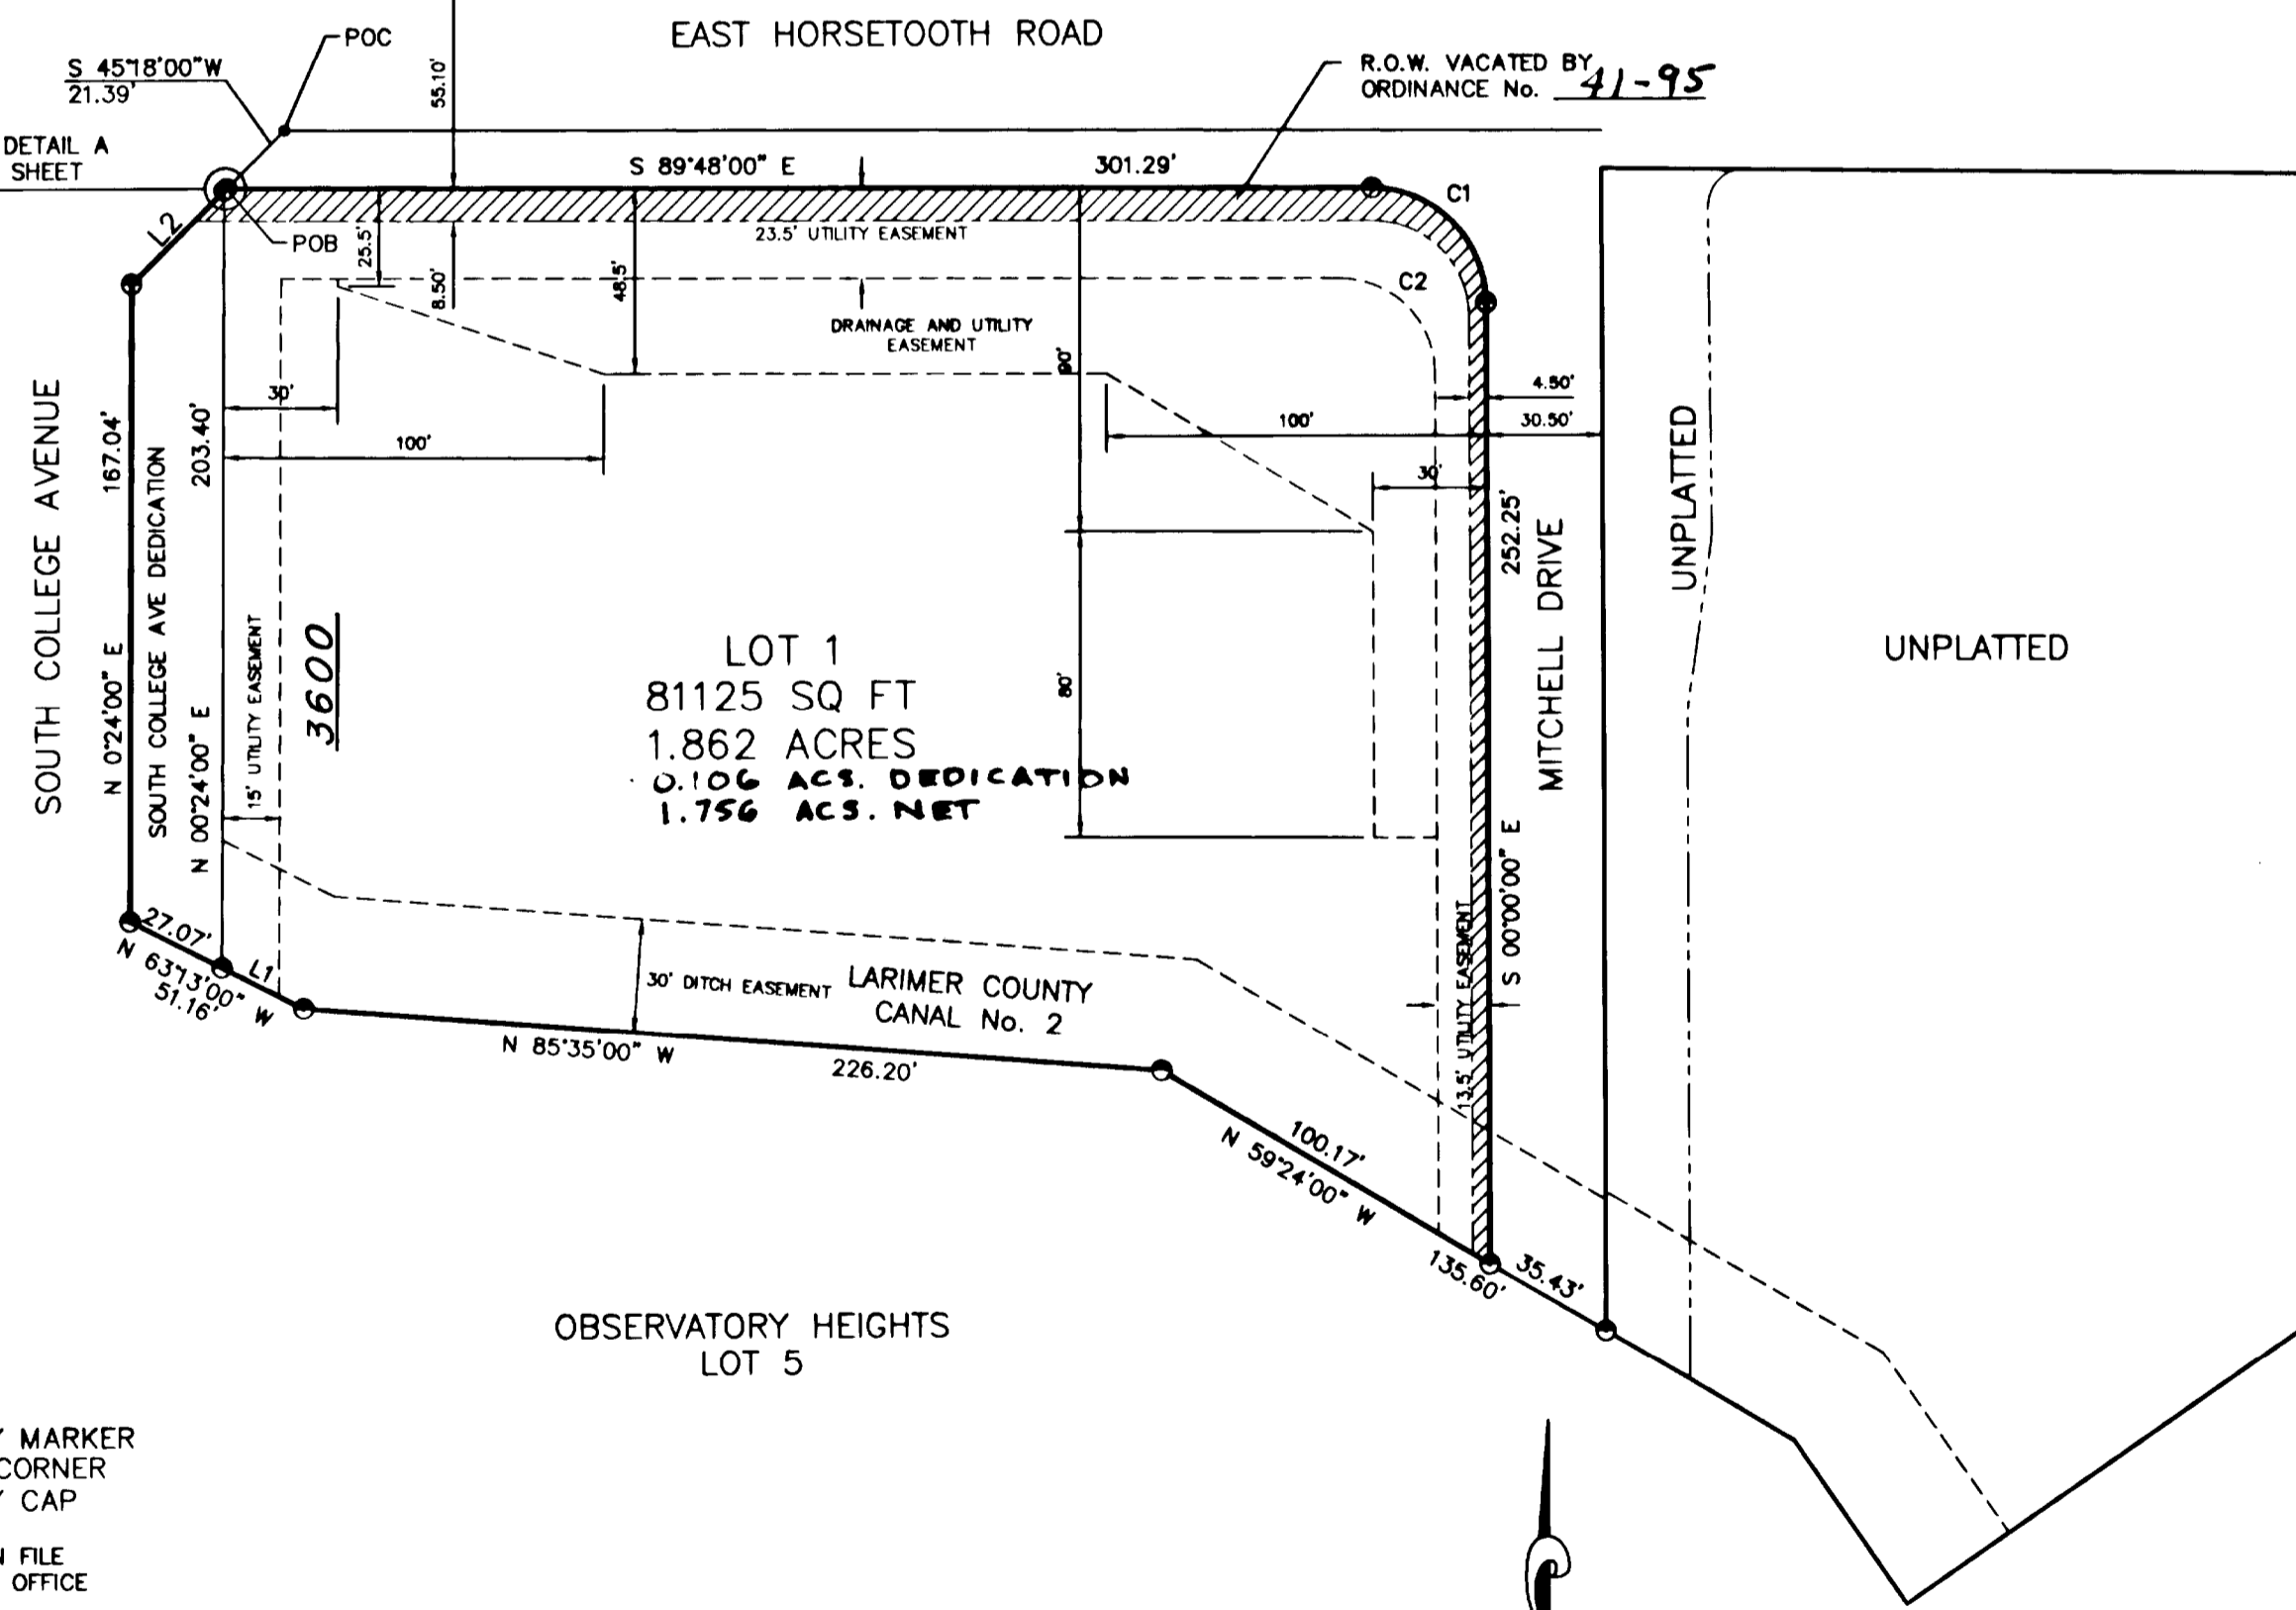 EAST HORSETOOTH ROAD
POC
S 45°18'00" W
21.39'
55.10'
R.O.W. VACATED BY
ORDINANCE No. 41-95
DETAIL A
SHEET
S 89°48'00" E
301.29'
C1
L2
POB
25.5'
8.50'
48.5'
23.5' UTILITY EASEMENT
C2
DRAINAGE AND UTILITY
EASEMENT
90'
4.50'
30'
100'
100'
30.50'
30'
SOUTH COLLEGE AVENUE
N 0°24'00" E
167.04'
SOUTH COLLEGE AVE DEDICATION
N 00°24'00" E
203.40'
15' UTILITY EASEMENT
3600
LOT 1
81125 SQ FT
1.862 ACRES
0.106 ACS. DEDICATION
1.756 ACS. NET
80'
252.25'
S 00°00'00" E
MITCHELL DRIVE
UNPLATTED
UNPLATTED
13.5' UTILITY EASEMENT
27.07'
L1
N 63°13'00" W
51.16'
30' DITCH EASEMENT
LARIMER COUNTY
CANAL No. 2
N 85°35'00" W
226.20'
100.17'
N 59°24'00" W
135.60'
35.43'
OBSERVATORY HEIGHTS
LOT 5
MARKER
CORNER
CAP
FILE
OFFICE